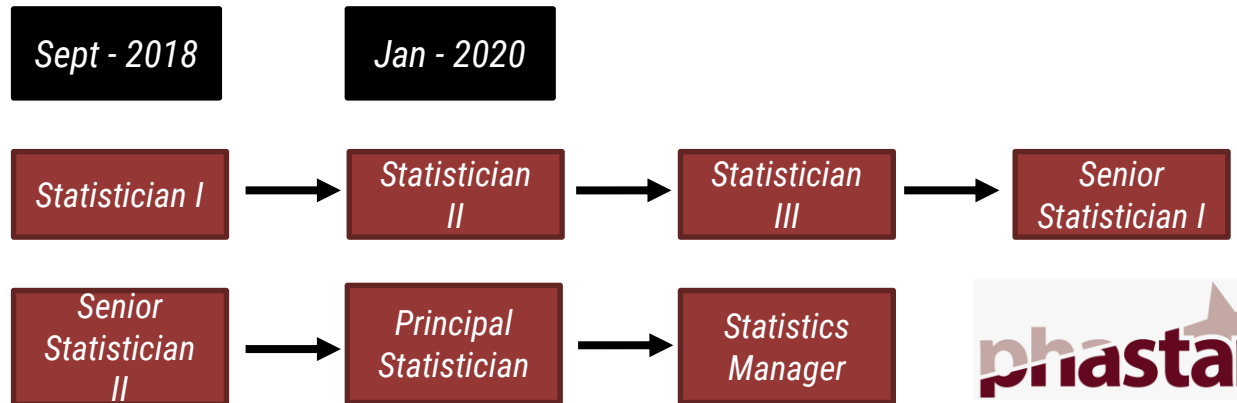 Sept - 2018
Jan - 2020
Statistician I
Statistician
II
Statistician
III
Senior
Statistician I
Senior
Statistician
II
Principal
Statistician
Statistics
Manager
phastar